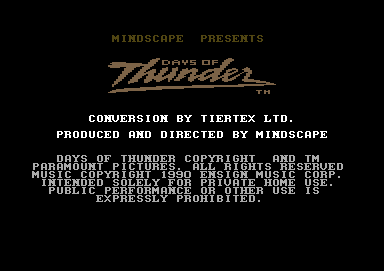 MINDSCAPE PRESENTS
DAYS OF
Thunder
TM
CONVERSION BY TIERTEX LTD.
PRODUCED AND DIRECTED BY MINDSCAPE
DAYS OF THUNDER COPYRIGHT AND TM
PARAMOUNT PICTURES. ALL RIGHTS RESERVED
MUSIC COPYRIGHT 1990 ENSIGN MUSIC CORP.
INTENDED SOLELY FOR PRIVATE HOME USE.
PUBLIC PERFORMANCE OR OTHER USE IS
EXPRESSLY PROHIBITED.